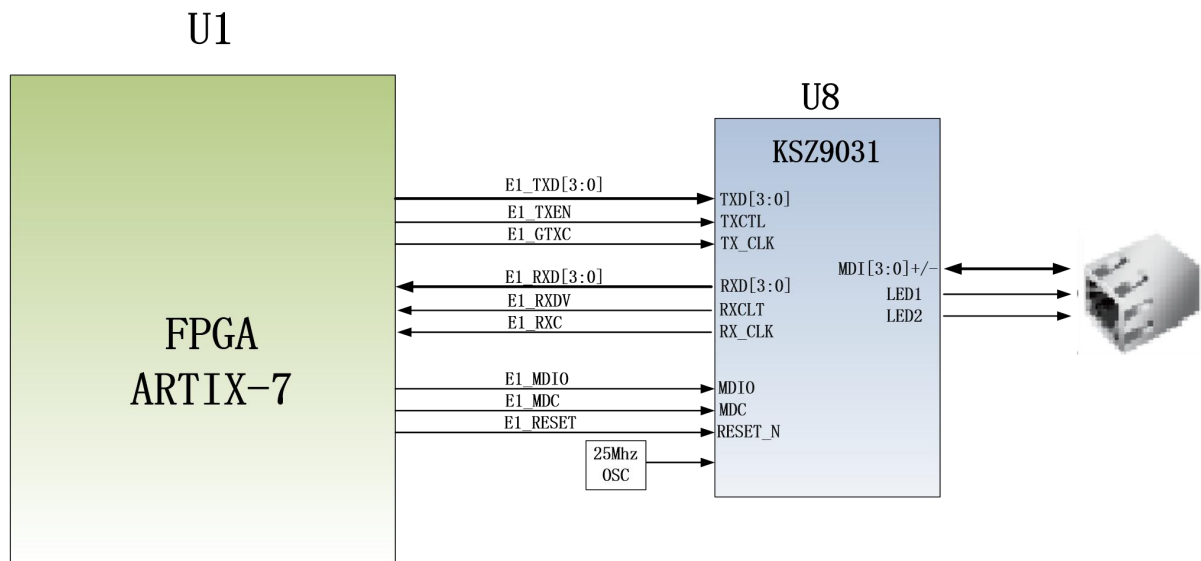 U1
FPGA
ARTIX-7
E1_TXD[3:0]
E1_TXEN
E1_GTXC
E1_RXD[3:0]
E1_RXDV
E1_RXC
E1_MDIO
E1_MDC
E1_RESET
25Mhz
OSC
U8
KSZ9031
TXD[3:0]
TXCTL
TX_CLK
RXD[3:0]
RXCLT
RX_CLK
MDIO
MDC
RESET_N
MDI[3:0]+/-
LED1
LED2